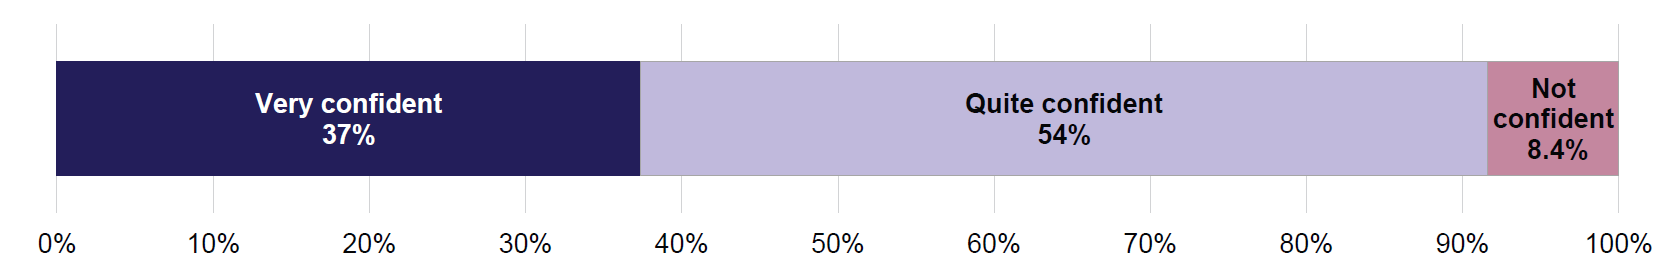 Very confident
37%
Quite confident
54%
Not
confident
8.4%
0% 10% 20% 30% 40% 50% 60% 70% 80% 90% 100%